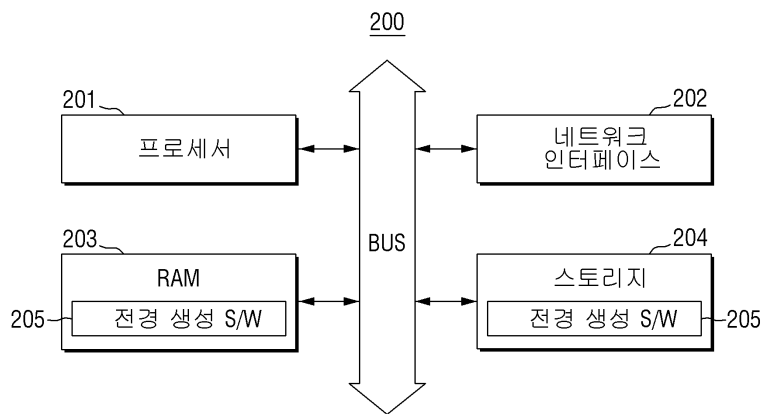 200
201
프로세서
202
네트워크
인터페이스
203
RAM
205
전경 생성 S/W
BUS
204
스토리지
전경 생성 S/W
205